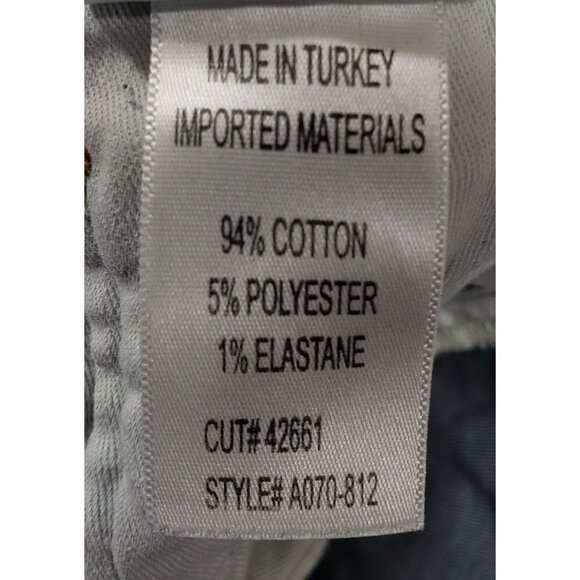 MADE IN TURKEY
IMPORTED MATERIALS
94% COTTON
5% POLYESTER
1% ELASTANE
CUT# 42661
STYLE# A070-812